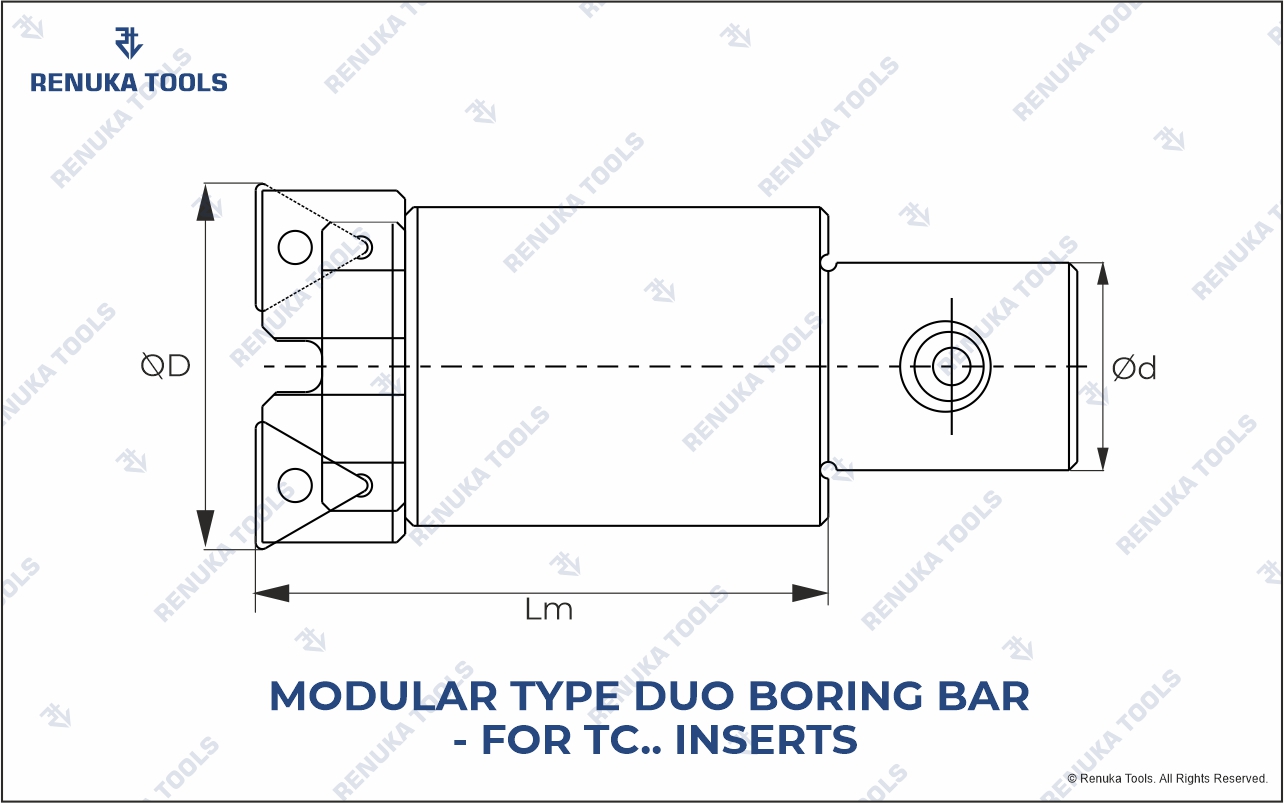 RENUKA TOOLS
ØD
Ød
Lm
MODULAR TYPE DUO BORING BAR
- FOR TC.. INSERTS
© Renuka Tools. All Rights Reserved.